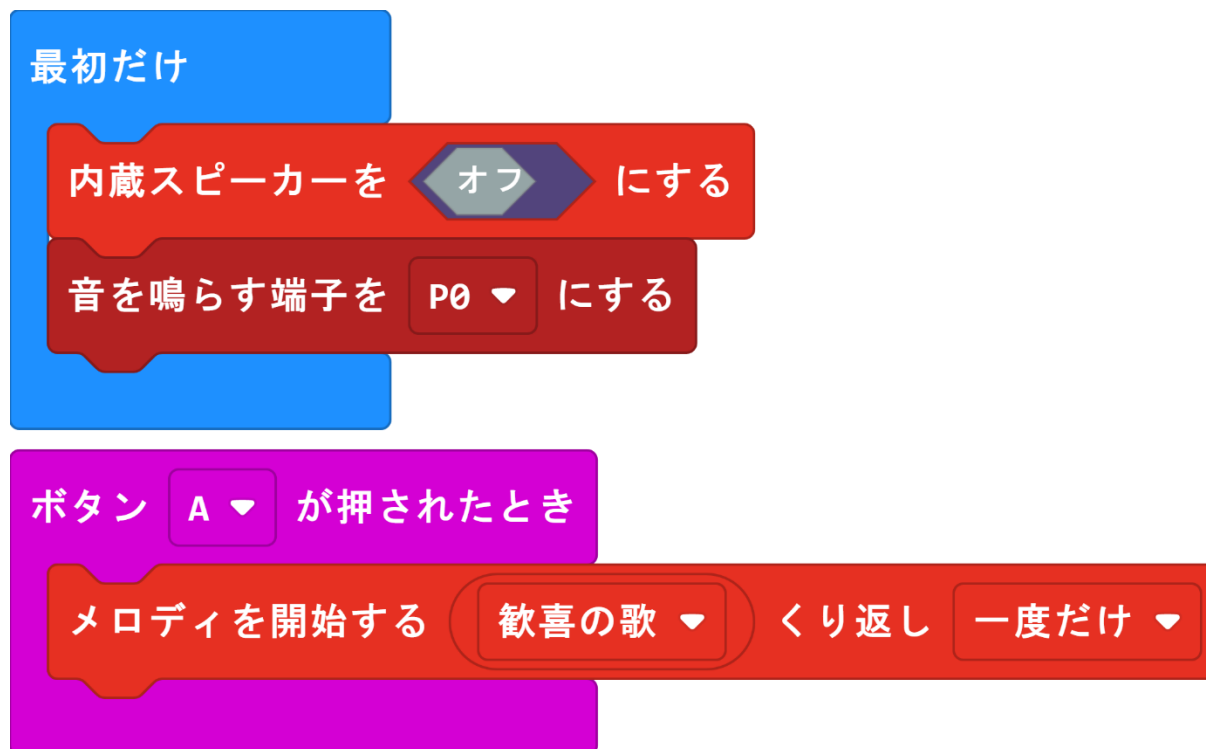 最初だけ
内蔵スピーカーを オフ にする
音を鳴らす端子を P0 にする
ボタン A が押されたとき
メロディを開始する 歓喜の歌 くり返し 一度だけ